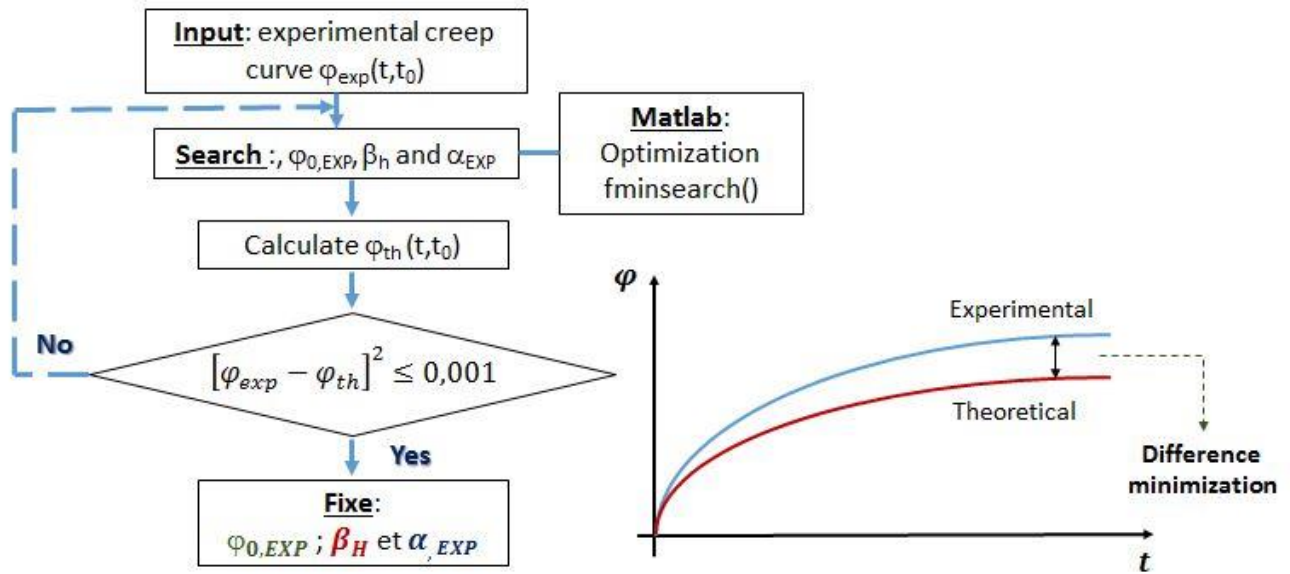 Input: experimental creep
curve φexp(t,t0)
Search :, φ0,EXP, βh and αEXP
Matlab:
Optimization
fminsearch()
Calculate φth (t,t0)
No
[φexp − φth]² ≤ 0,001
Yes
Fixe:
φ0,EXP ; βH et α,EXP
φ
Experimental
Theoretical
Difference
minimization
t